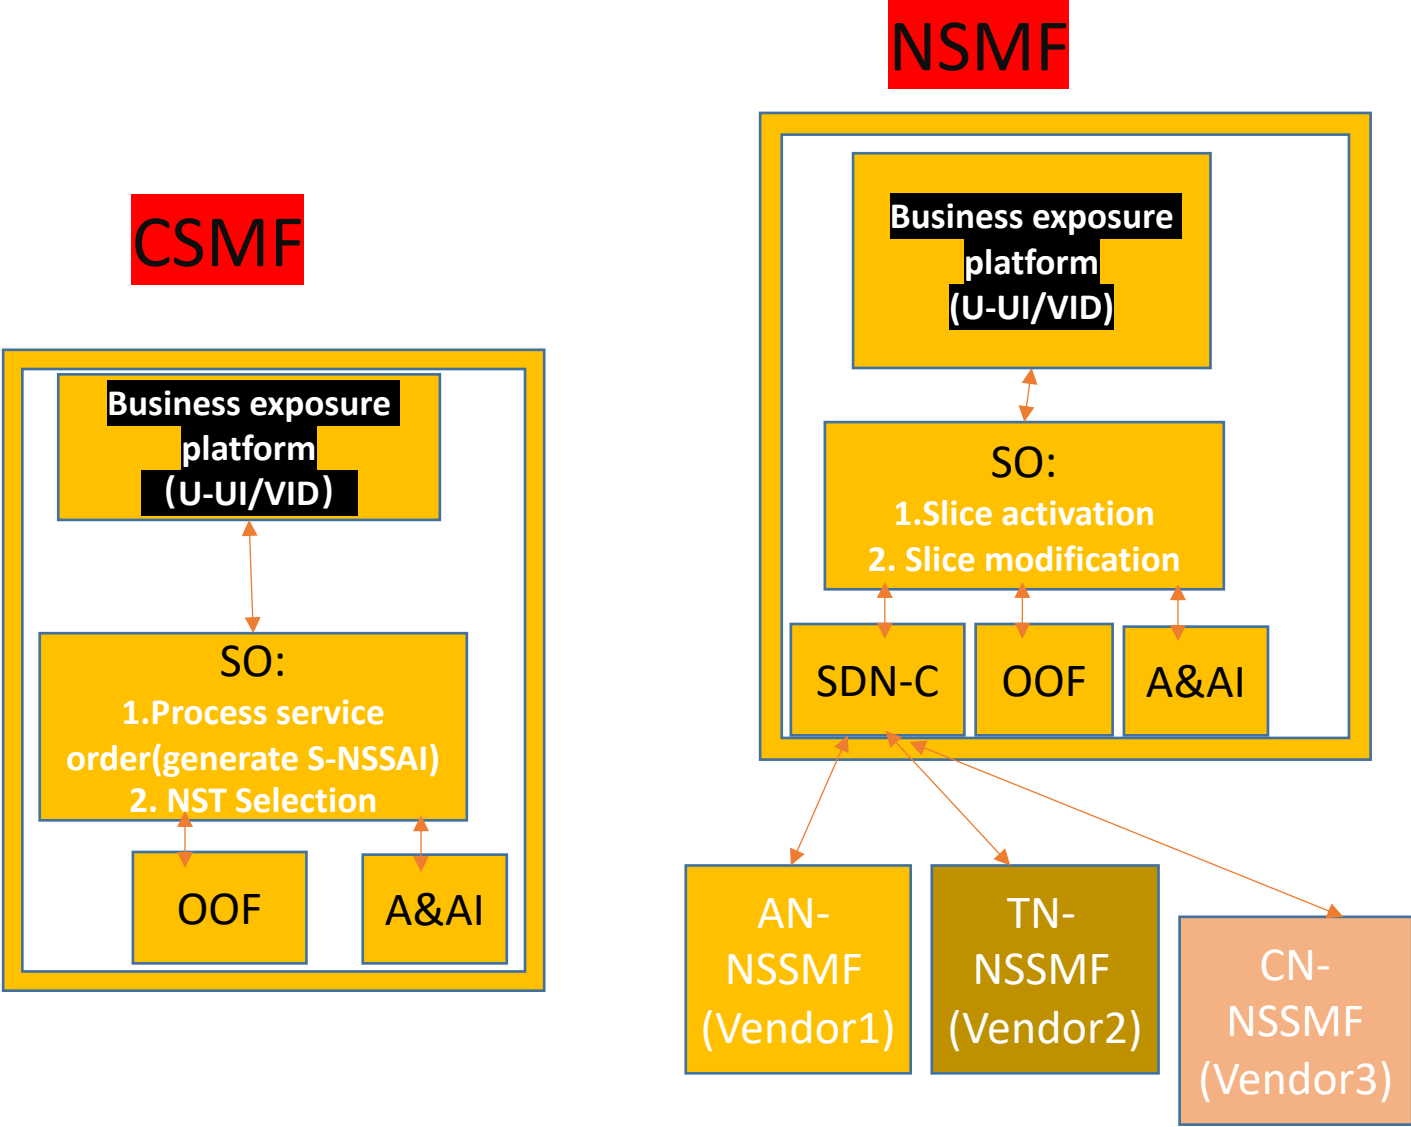 NSMF
CSMF
Business exposure
platform
(U-UI/VID)
SO:
1.Process service
order(generate S-NSSAI)
2. NST Selection
OOF
A&AI
Business exposure
platform
(U-UI/VID)
SO:
1.Slice activation
2. Slice modification
SDN-C
OOF
A&AI
AN-
NSSMF
(Vendor1)
TN-
NSSMF
(Vendor2)
CN-
NSSMF
(Vendor3)